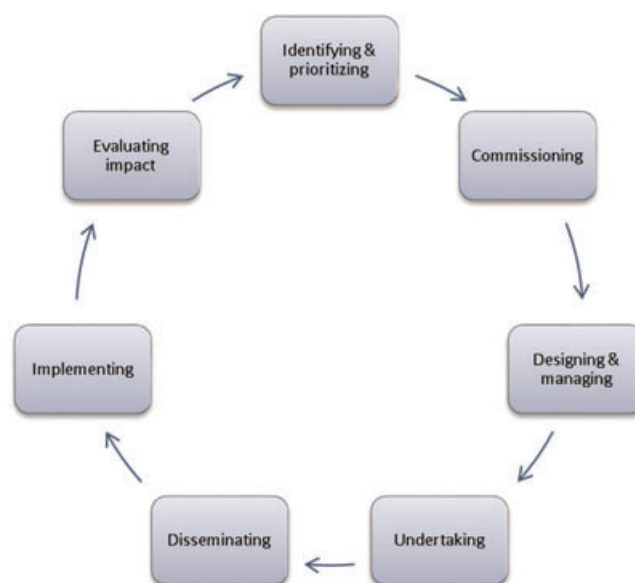 Identifying &
prioritizing
Commissioning
Designing &
managing
Undertaking
Disseminating
Implementing
Evaluating
impact